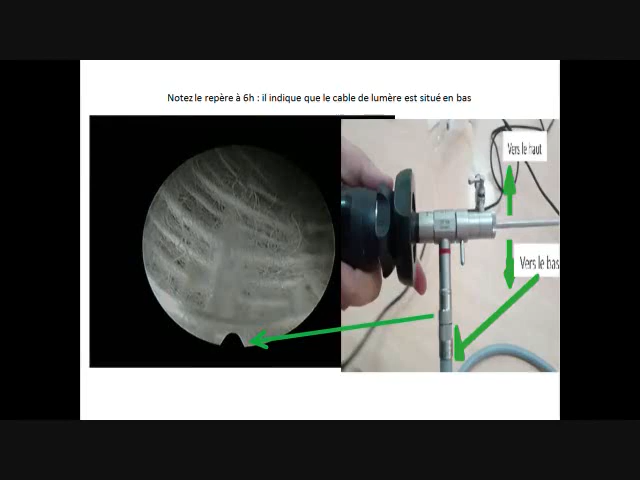 Notez le repère à 6h : il indique que le cable de lumère est situé en bas
Vers le haut
Vers le bas